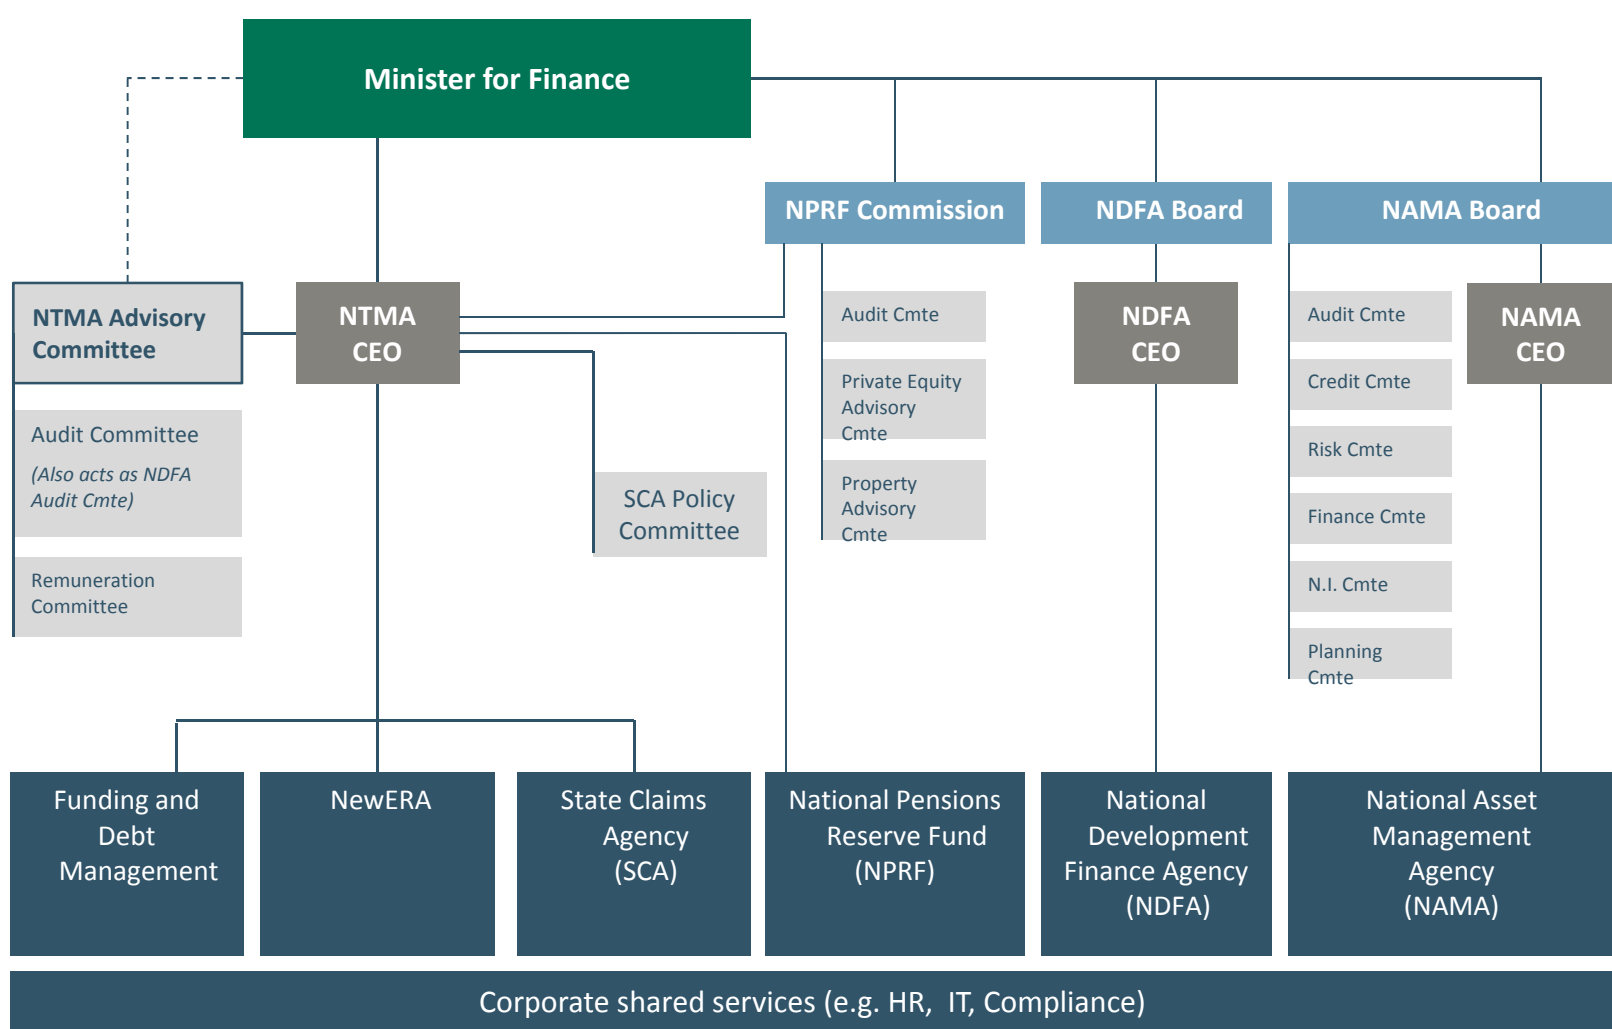 Minister for Finance
NPRF Commission
NDFA Board
NAMA Board
NTMA Advisory
Committee
NTMA
CEO
NDFA
CEO
NAMA
CEO
Audit Committee
(Also acts as NDFA
Audit Cmte)
Remuneration
Committee
SCA Policy
Committee
Audit Cmte
Private Equity
Advisory
Cmte
Property
Advisory
Cmte
Audit Cmte
Credit Cmte
Risk Cmte
Finance Cmte
N.I. Cmte
Planning
Cmte
Funding and
Debt
Management
NewERA
State Claims
Agency
(SCA)
National Pensions
Reserve Fund
(NPRF)
National
Development
Finance Agency
(NDFA)
National Asset
Management
Agency
(NAMA)
Corporate shared services (e.g. HR,  IT, Compliance)